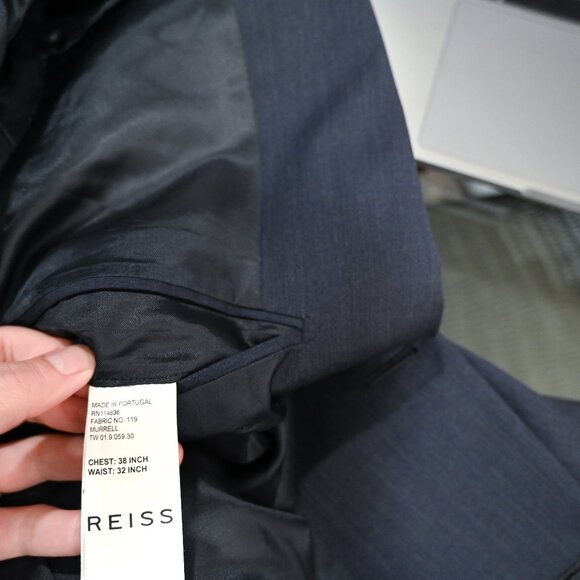 MADE IN PORTUGAL
RN114636
FABRIC NO: 119
MURRELL
TW 01.9.059.30
CHEST: 38 INCH
WAIST: 32 INCH
REISS